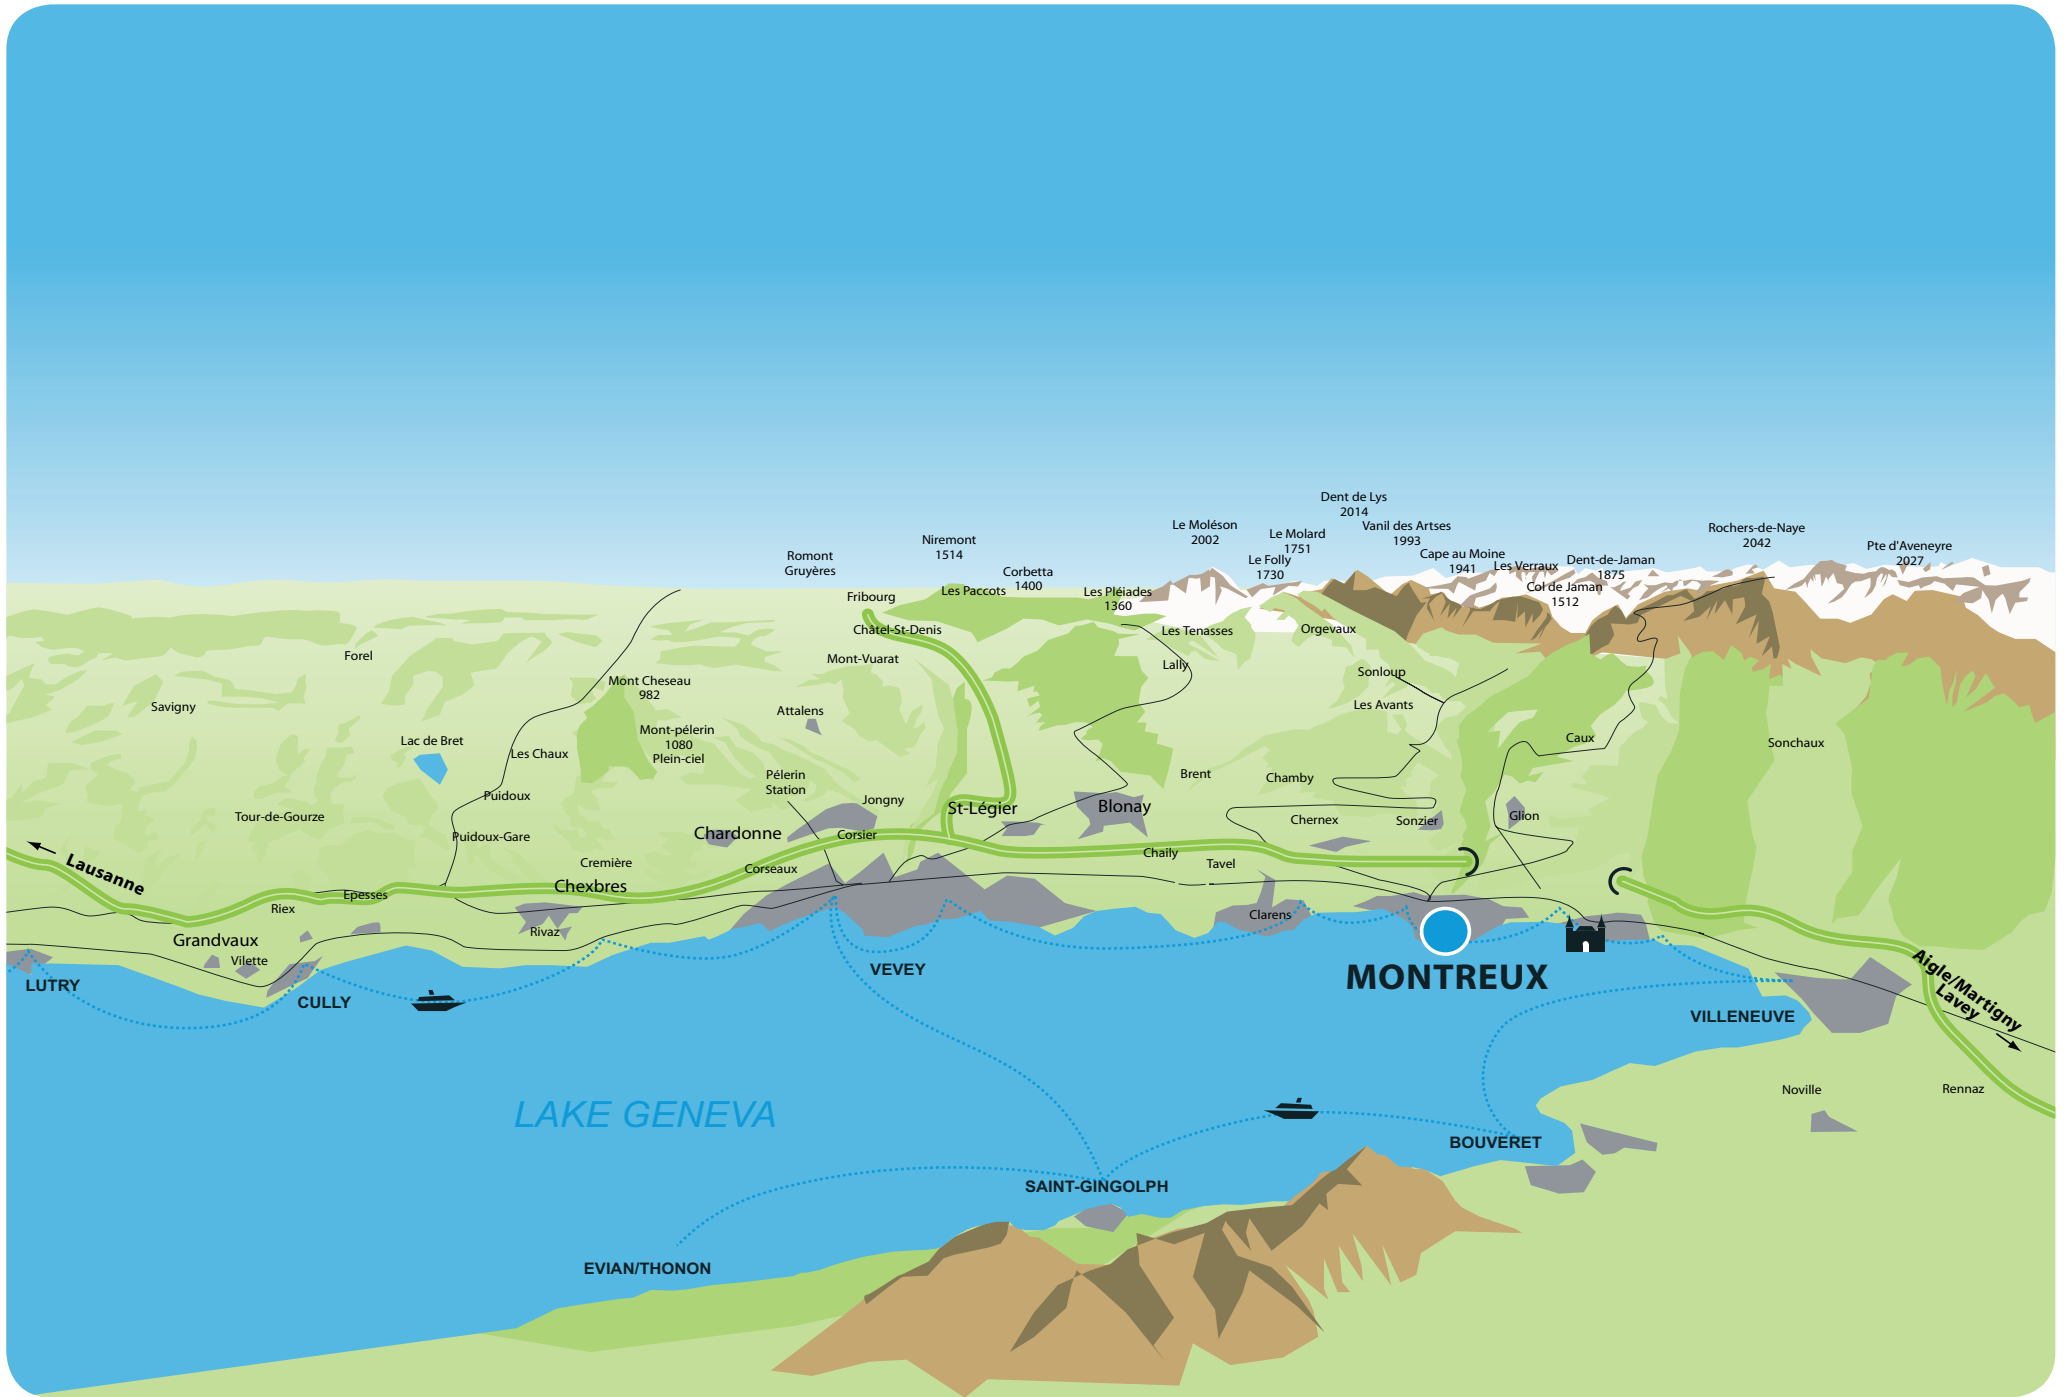 Dent de Lys
2014
Le Moléson
2002
Vanil des Artses
1993
Rochers-de-Naye
2042
Le Molard
1751
Niremont
1514
Pte d'Aveneyre
2027
Romont
Gruyères
Cape au Moine
1941
Le Folly
1730
Les Verraux
Dent-de-Jaman
1875
Corbetta
1400
Col de Jaman
1512
Les Paccots
Les Pléiades
1360
Fribourg
Châtel-St-Denis
Les Tenasses
Orgevaux
Forel
Mont-Vuarat
Lally
Sonloup
Mont Cheseau
982
Savigny
Attalens
Les Avants
Lac de Bret
Mont-pélerin
1080
Plein-ciel
Caux
Sonchaux
Les Chaux
Pélerin
Station
Brent
Chamby
Puidoux
Jongny
St-Légier
Blonay
Tour-de-Gourze
Chernex
Sonzier
Glion
Puidoux-Gare
Chardonne
Corsier
Lausanne
Cremière
Corseaux
Chaily
Tavel
Chexbres
Epesses
Riex
Clarens
Grandvaux
Rivaz
Vilette
LUTRY
CULLY
VEVEY
MONTREUX
Aigle/Martigny
Lavey
VILLENEUVE
Noville
Rennaz
LAKE GENEVA
BOUVERET
SAINT-GINGOLPH
EVIAN/THONON